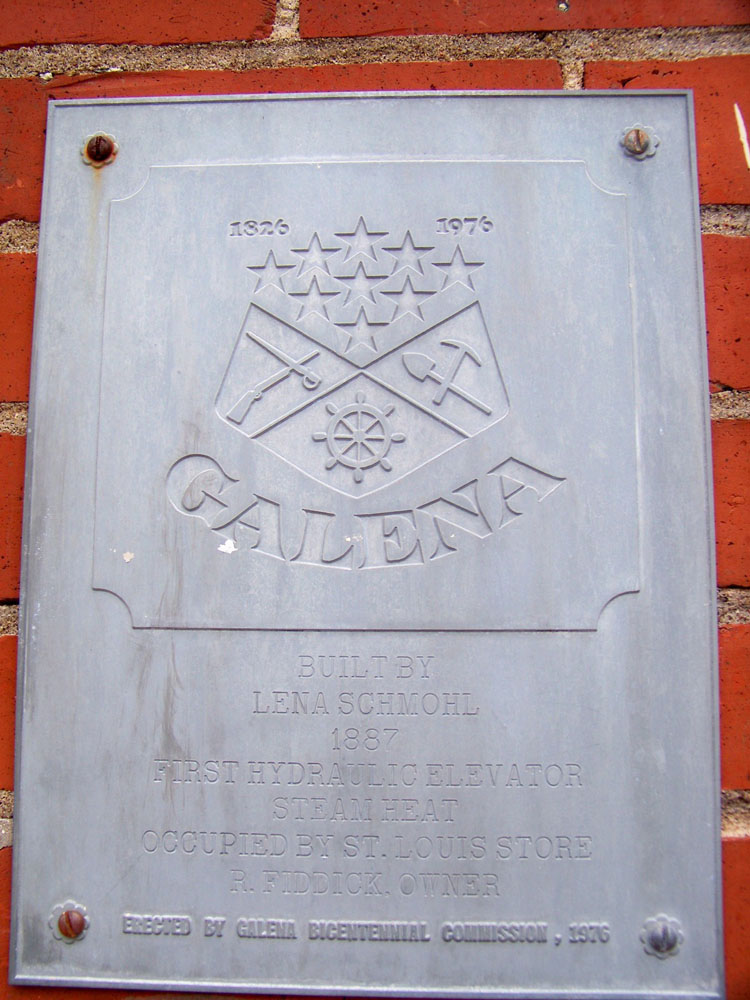 1826 1976
GALENA
BUILT BY
LENA SCHMOHL
1887
FIRST HYDRAULIC ELEVATOR
STEAM HEAT
OCCUPIED BY ST. LOUIS STORE
R. FIDDICK, OWNER
ERECTED BY GALENA BICENTENNIAL COMMISSION, 1976